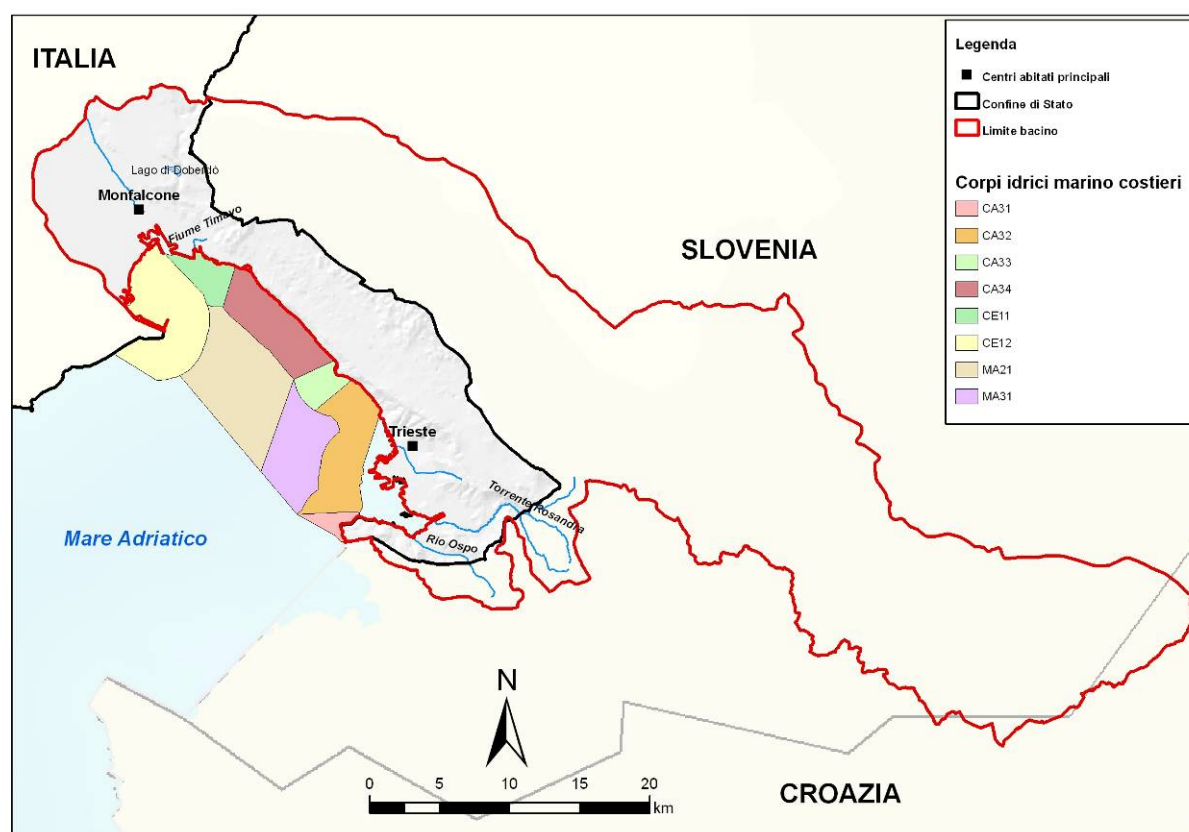 ITALIA
Lago di Doberdò
Monfalcone
Fiume Timavo
SLOVENIA
Trieste
Torrente Rosandra
Rio Ospo
Mare Adriatico
N
0 5 10 15 20
km
CROAZIA
Legenda
Centri abitati principali
Confine di Stato
Limite bacino
Corpi idrici marino costieri
CA31
CA32
CA33
CA34
CE11
CE12
MA21
MA31